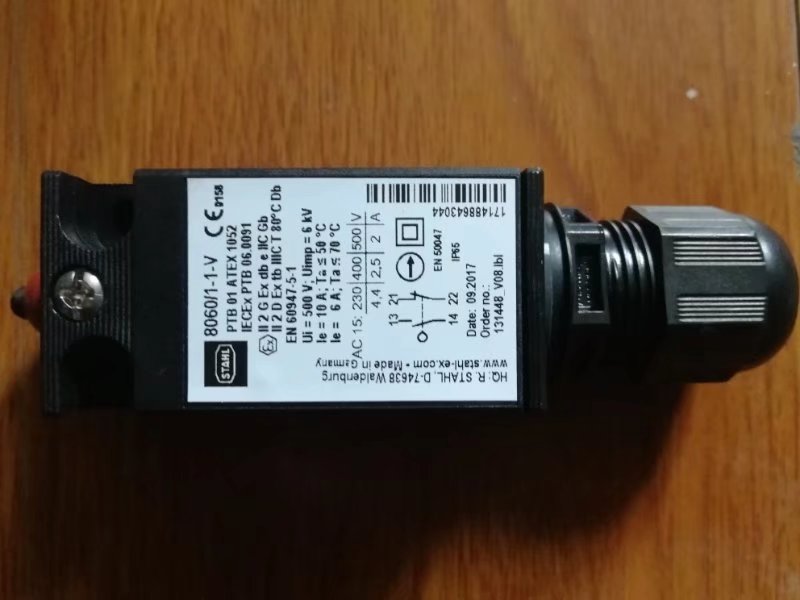 STAHL
8060/1-1-V
CE 0158
PTB 01 ATEX 1052
IECEx PTB 06.0091
Ex II 2 G Ex db e IIC Gb
II 2 D Ex tb IIIC T 80°C Db
EN 60947-5-1
Ui = 500 V; Uimp = 6 kV
Ie = 10 A; Ta ≤ 50 °C
Ie = 6 A; Ta ≤ 70 °C
AC 15: 230 400 500 V
4,4 2,5 2 A
13 21
14 22
EN 50047
IP65
Date: 09.2017
Order no.:
131448_V08.lbl
171488643044
HQ: R. STAHL, D-74638 Waldenburg
www.stahl-ex.com • Made in Germany